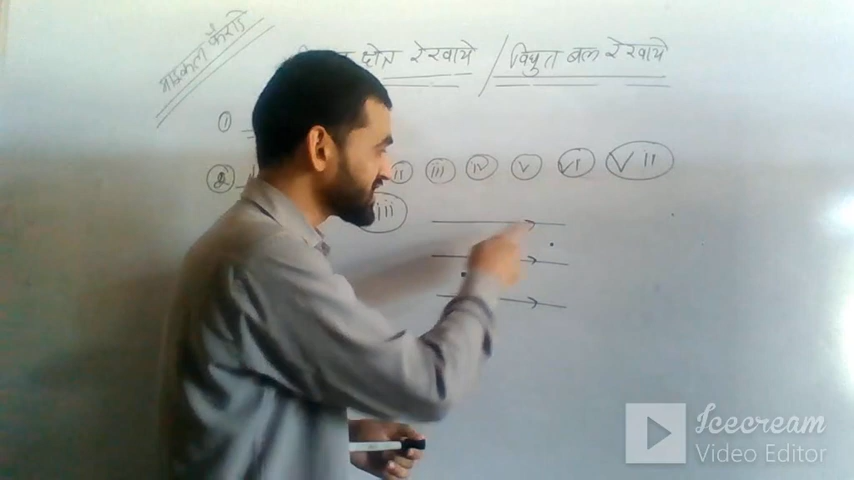 माइकल फैराडे
क्षेत्र रेखाये / विद्युत बल रेखाये
①
② ii iii iv v vi vii
iii
Icecream
Video Editor